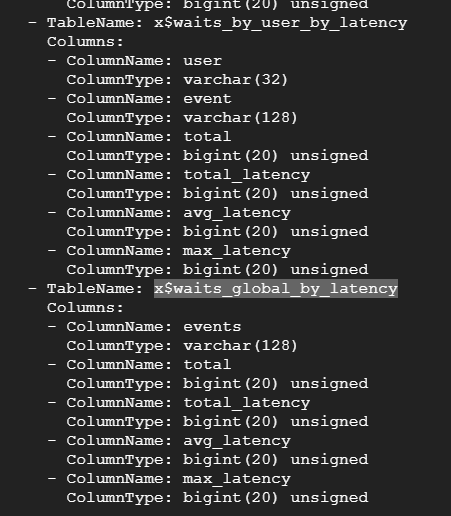 ColumnType: bigint(20) unsigned
- TableName: x$waits_by_user_by_latency
Columns:
- ColumnName: user
ColumnType: varchar(32)
- ColumnName: event
ColumnType: varchar(128)
- ColumnName: total
ColumnType: bigint(20) unsigned
- ColumnName: total_latency
ColumnType: bigint(20) unsigned
- ColumnName: avg_latency
ColumnType: bigint(20) unsigned
- ColumnName: max_latency
ColumnType: bigint(20) unsigned
- TableName: x$waits_global_by_latency
Columns:
- ColumnName: events
ColumnType: varchar(128)
- ColumnName: total
ColumnType: bigint(20) unsigned
- ColumnName: total_latency
ColumnType: bigint(20) unsigned
- ColumnName: avg_latency
ColumnType: bigint(20) unsigned
- ColumnName: max_latency
ColumnType: bigint(20) unsigned